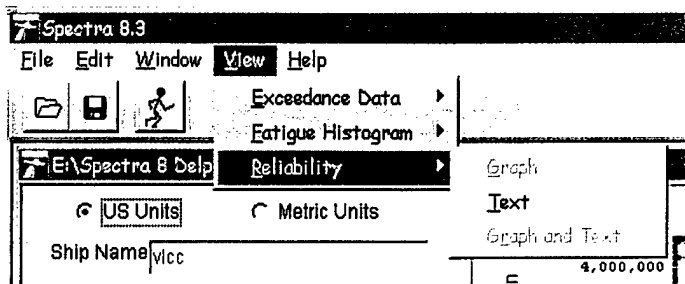 Spectra 8.3
File Edit Window View Help
Exceedance Data
Fatigue Histogram
E:\Spectra 8 Delp
Reliability
Graph
US Units
Metric Units
Text
Ship Name
vlcc
Graph and Text
4,000,000